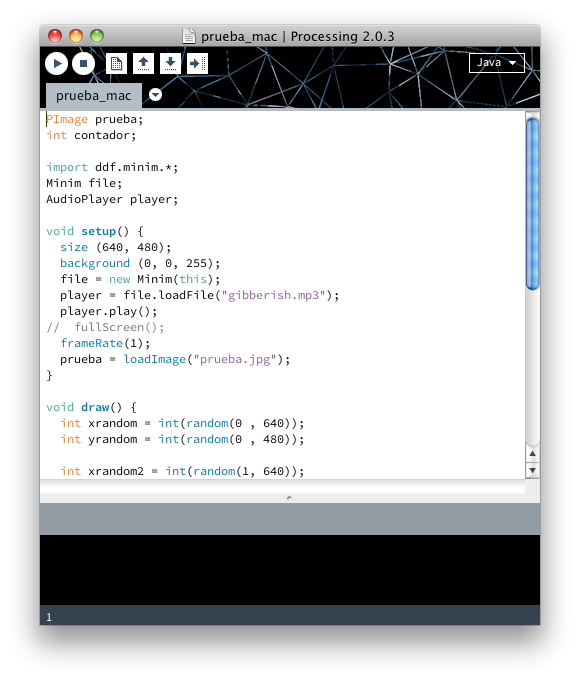 prueba_mac | Processing 2.0.3
Java
prueba_mac
PImage prueba;
int contador;
import ddf.minim.*;
Minim file;
AudioPlayer player;
void setup() {
  size (640, 480);
  background (0, 0, 255);
  file = new Minim(this);
  player = file.loadFile("gibberish.mp3");
  player.play();
//  fullScreen();
  frameRate(1);
  prueba = loadImage("prueba.jpg");
}
void draw() {
  int xrandom = int(random(0 , 640));
  int yrandom = int(random(0 , 480));
  int xrandom2 = int(random(1, 640));
1